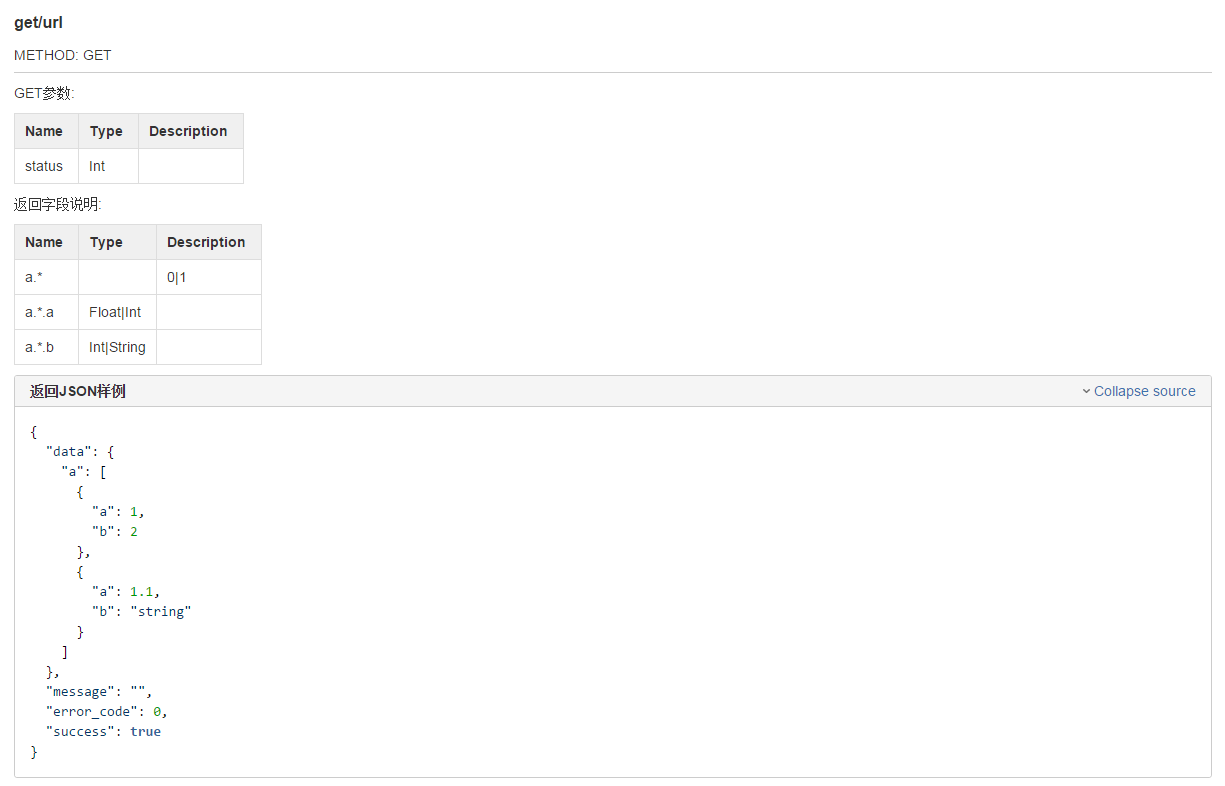 get/url
METHOD: GET
GET参数:
Name Type Description
status Int
返回字段说明:
Name Type Description
a.* 0|1
a.*.a Float|Int
a.*.b Int|String
返回JSON样例 Collapse source
{
"data": {
"a": [
{
"a": 1,
"b": 2
},
{
"a": 1.1,
"b": "string"
}
]
},
"message": "",
"error_code": 0,
"success": true
}